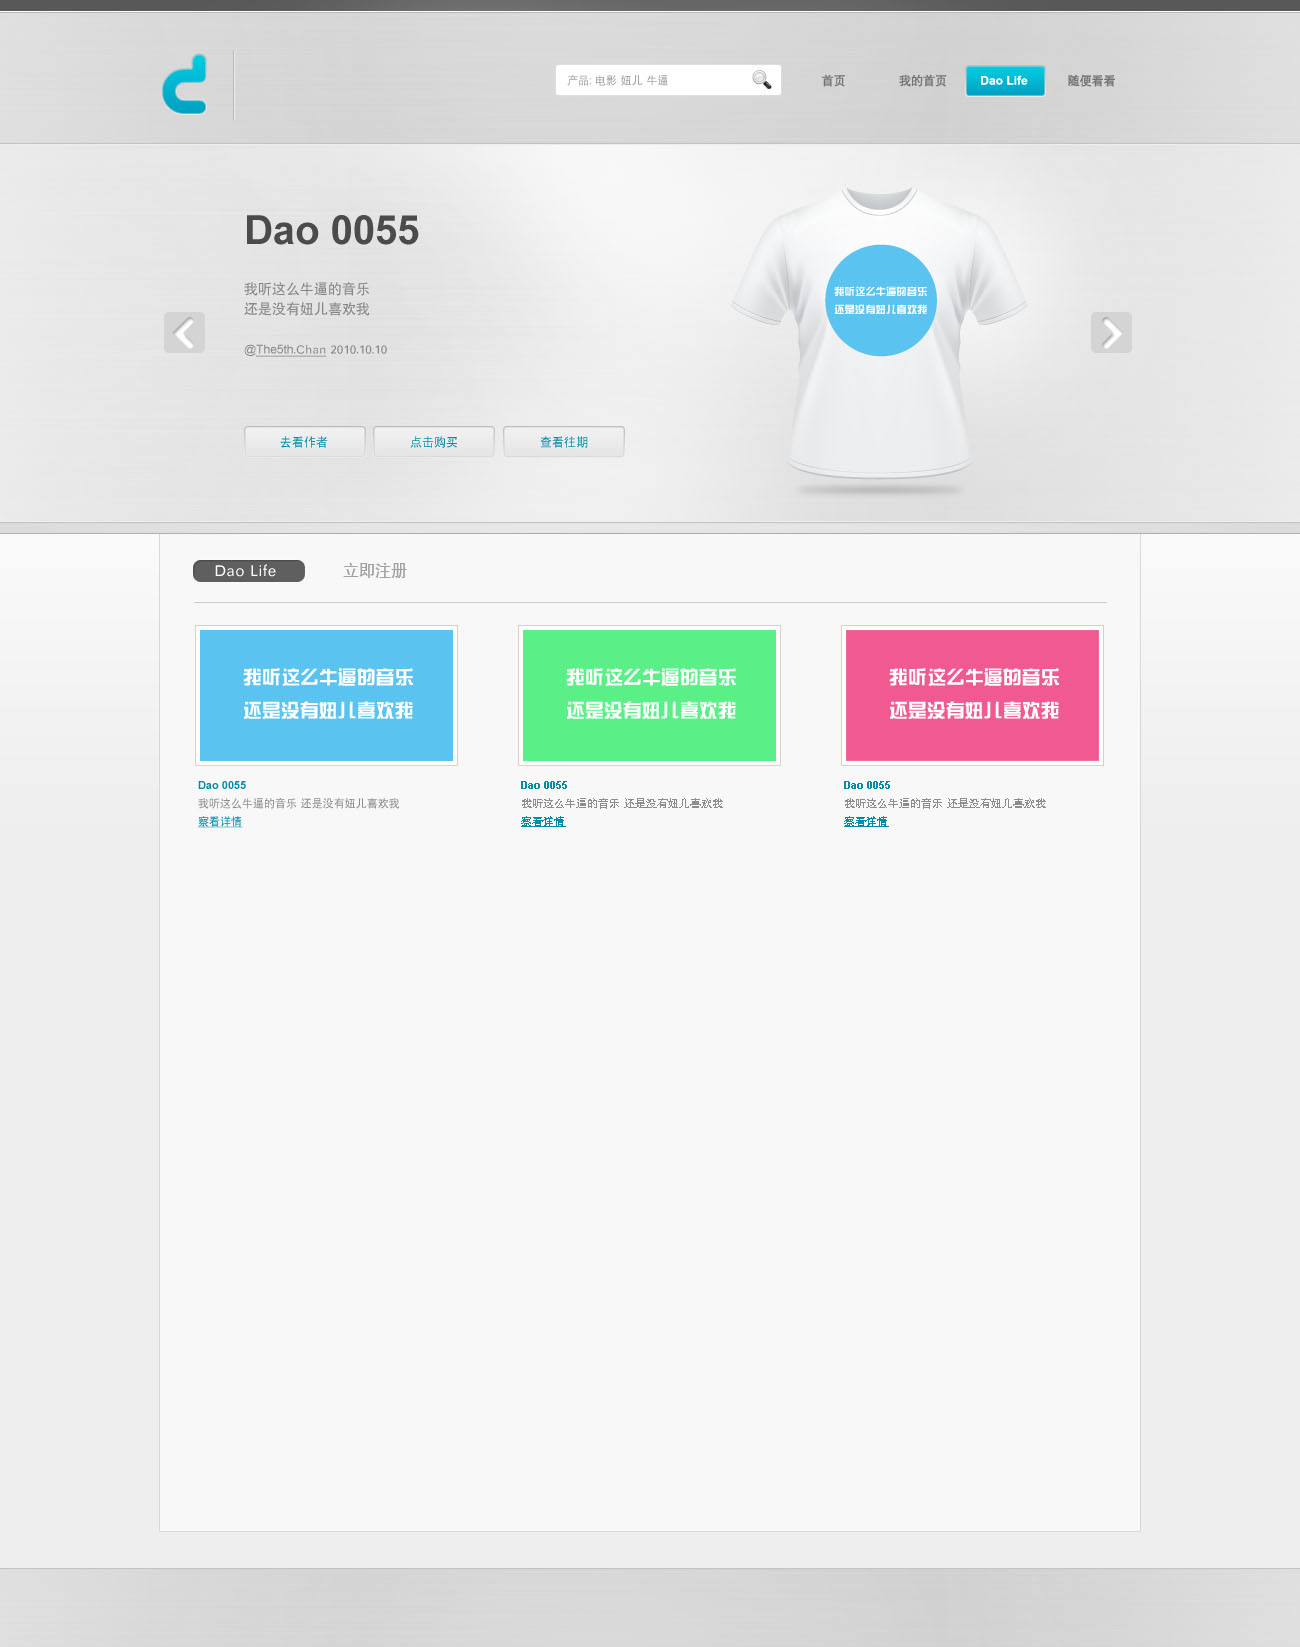 产品: 电影 妞儿 牛逼
首页
我的首页
Dao Life
随便看看
Dao 0055
我听这么牛逼的音乐
还是没有妞儿喜欢我
@The5th.Chan 2010.10.10
去看作者
点击购买
查看往期
我听这么牛逼的音乐
还是没有妞儿喜欢我
Dao Life
立即注册
我听这么牛逼的音乐
还是没有妞儿喜欢我
Dao 0055
我听这么牛逼的音乐 还是没有妞儿喜欢我
察看详情
我听这么牛逼的音乐
还是没有妞儿喜欢我
Dao 0055
我听这么牛逼的音乐 还是没有妞儿喜欢我
察看详情
我听这么牛逼的音乐
还是没有妞儿喜欢我
Dao 0055
我听这么牛逼的音乐 还是没有妞儿喜欢我
察看详情